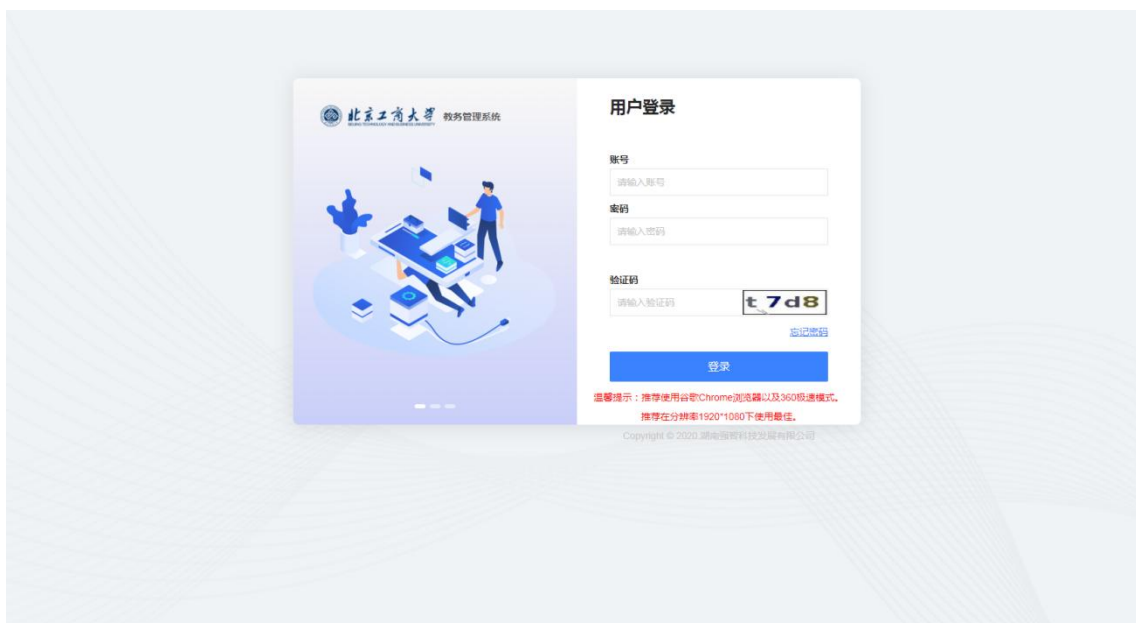 北京工商大学 教务管理系统
BEIJING TECHNOLOGY AND BUSINESS UNIVERSITY
用户登录
账号
请输入账号
密码
请输入密码
验证码
请输入验证码 t 7d8
忘记密码
登录
温馨提示：推荐使用谷歌Chrome浏览器以及360极速模式。
推荐在分辨率1920*1080下使用最佳。
Copyright © 2020 湖南强智科技发展有限公司